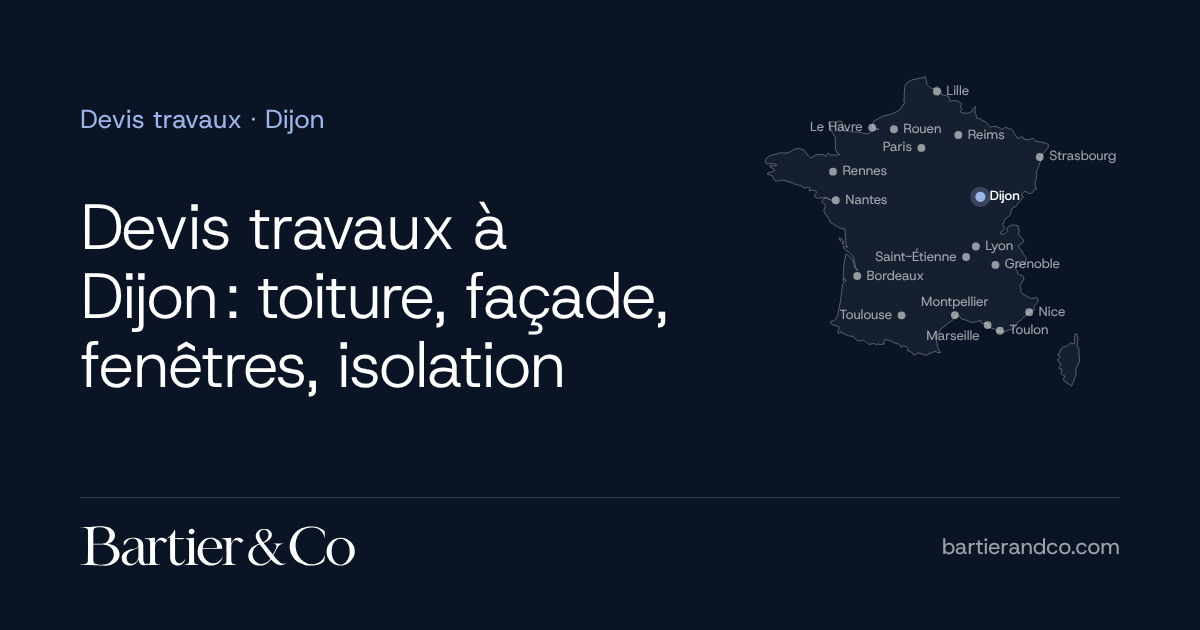 Devis travaux · Dijon
Devis travaux à
Dijon : toiture, façade,
fenêtres, isolation
Lille
Le Havre
Rouen
Reims
Paris
Strasbourg
Rennes
Dijon
Nantes
Lyon
Saint-Étienne
Grenoble
Bordeaux
Montpellier
Toulouse
Nice
Marseille
Toulon
Bartier & Co
bartierandco.com